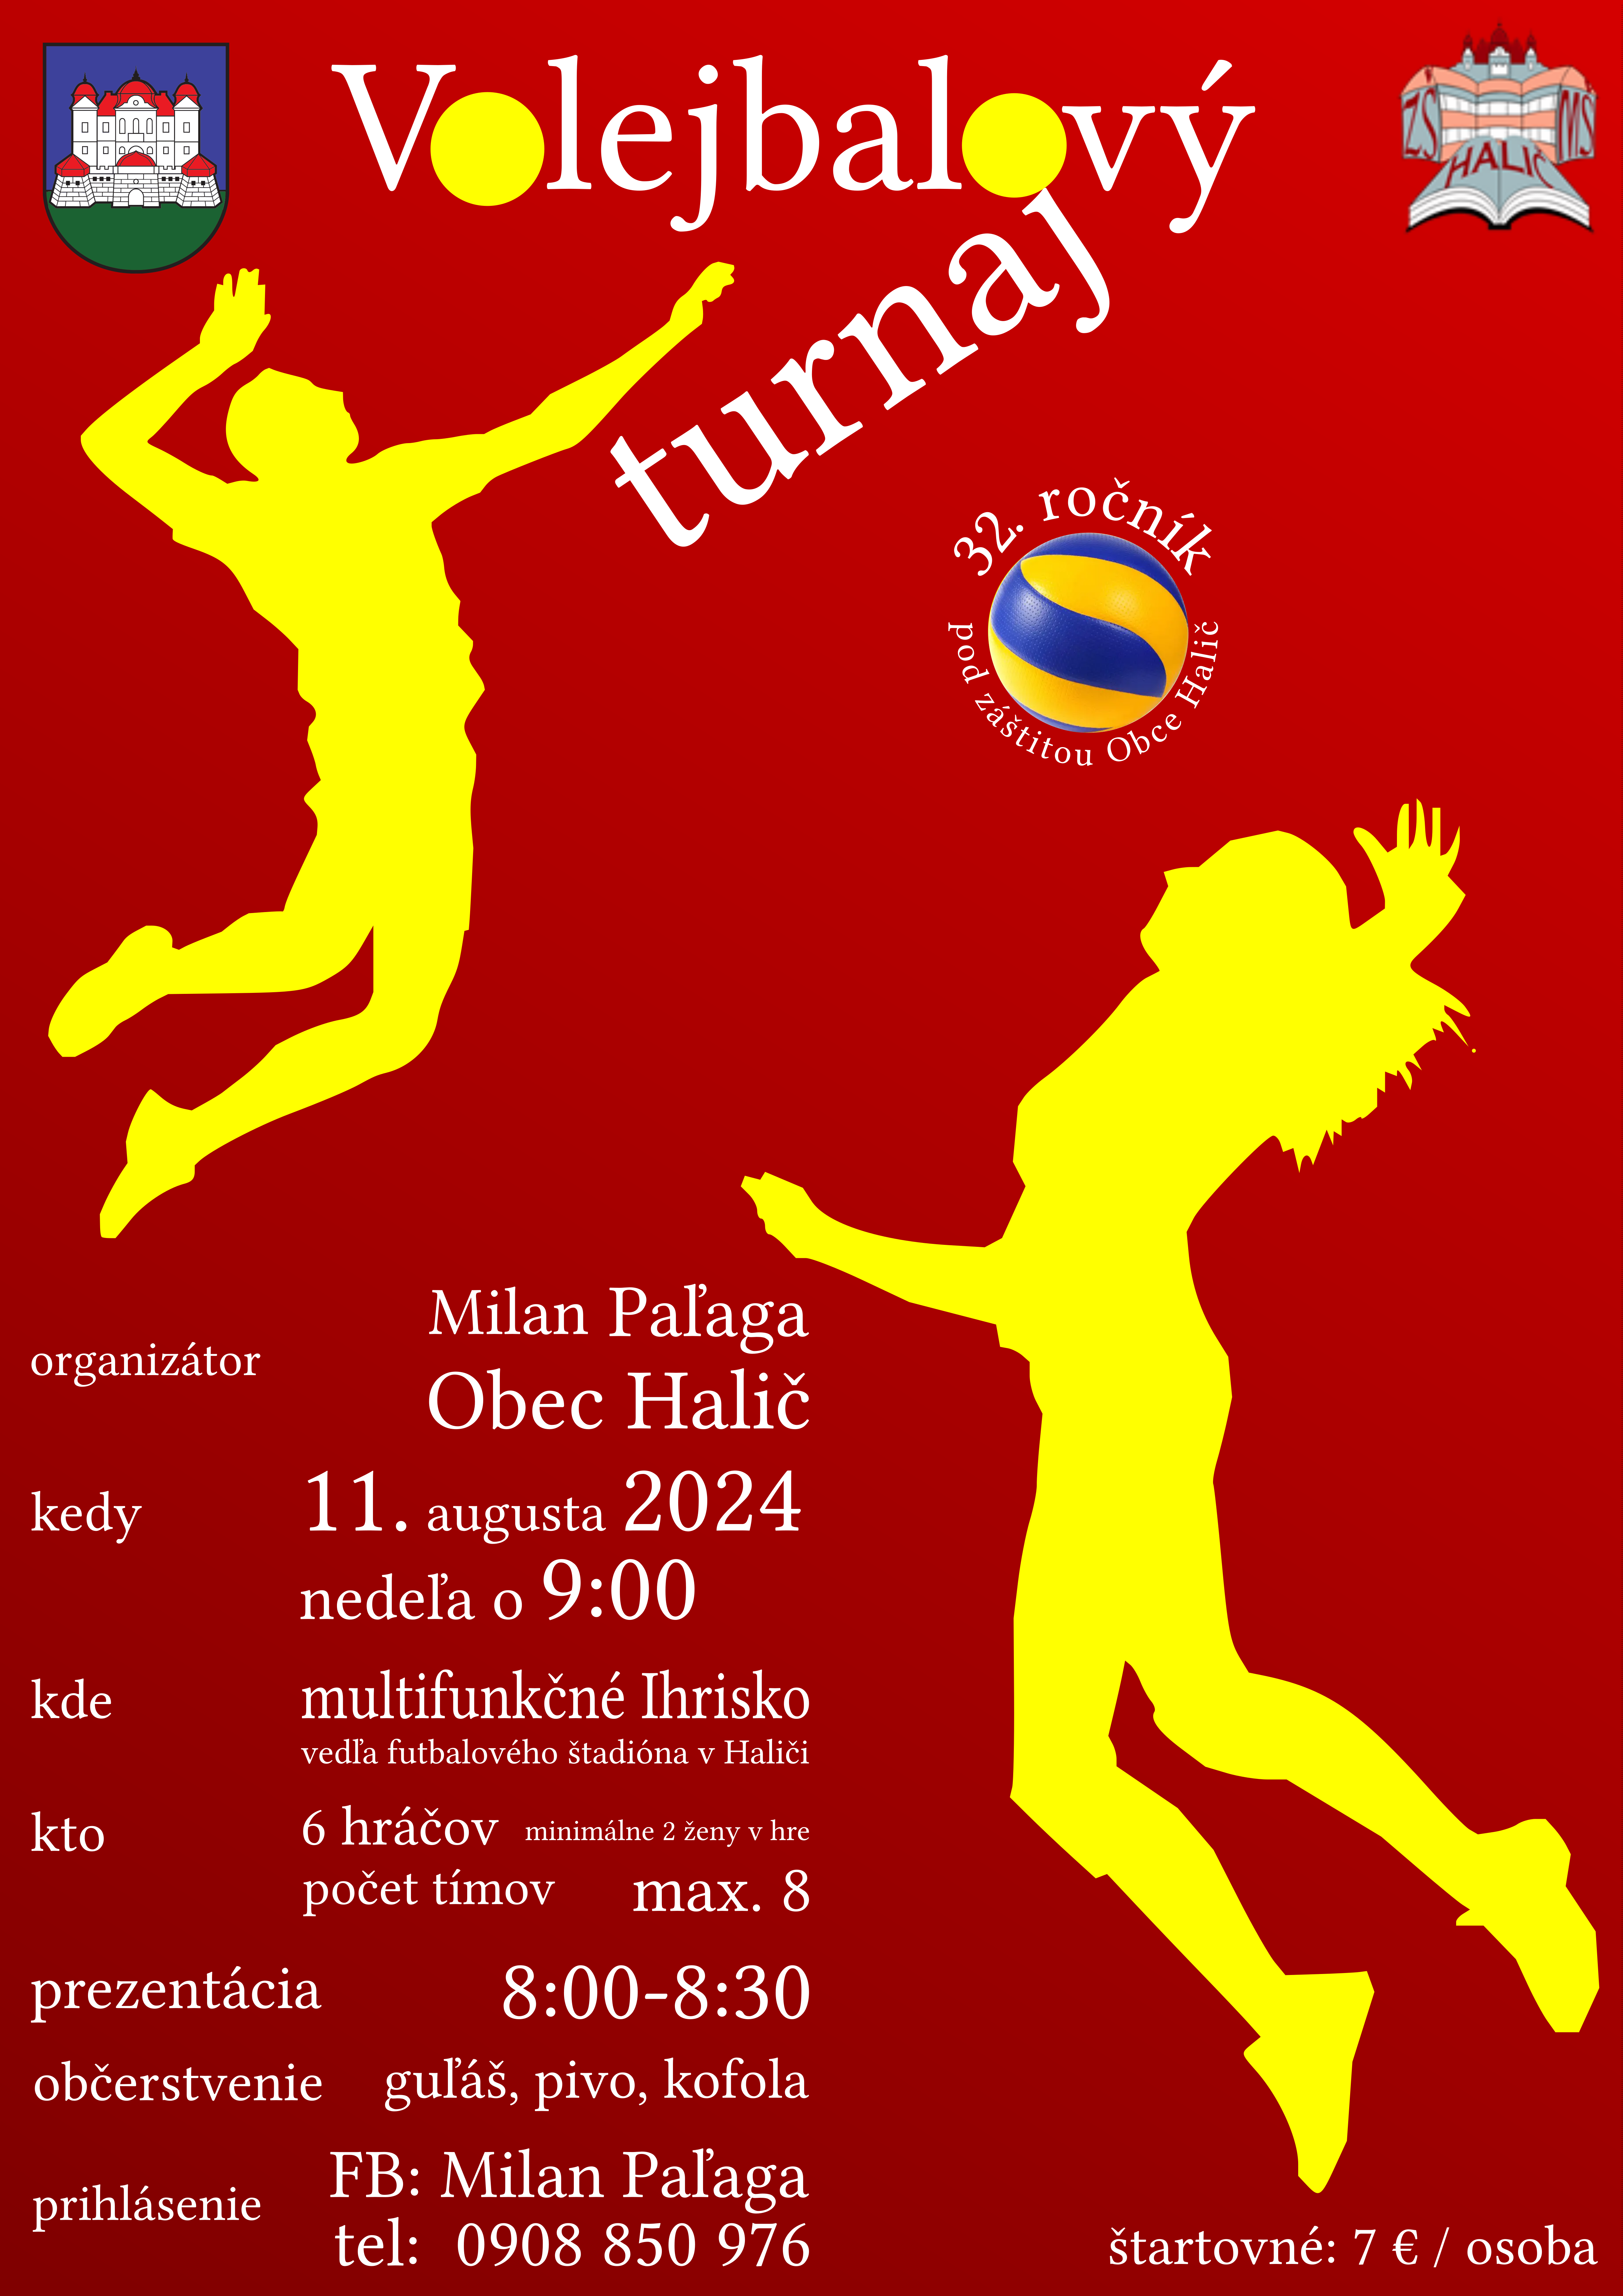 Volejbalový
turnaj
ZŠ
MŠ
HALIČ
32. ročník
pod záštitou Obce Halič
organizátor
Milan Paľaga
Obec Halič
kedy
11. augusta 2024
nedeľa o 9:00
kde
multifunkčné Ihrisko
vedľa futbalového štadióna v Haliči
kto
6 hráčov minimálne 2 ženy v hre
počet tímov max. 8
prezentácia 8:00-8:30
občerstvenie guľáš, pivo, kofola
prihlásenie
FB: Milan Paľaga
tel: 0908 850 976
štartovné: 7 € / osoba